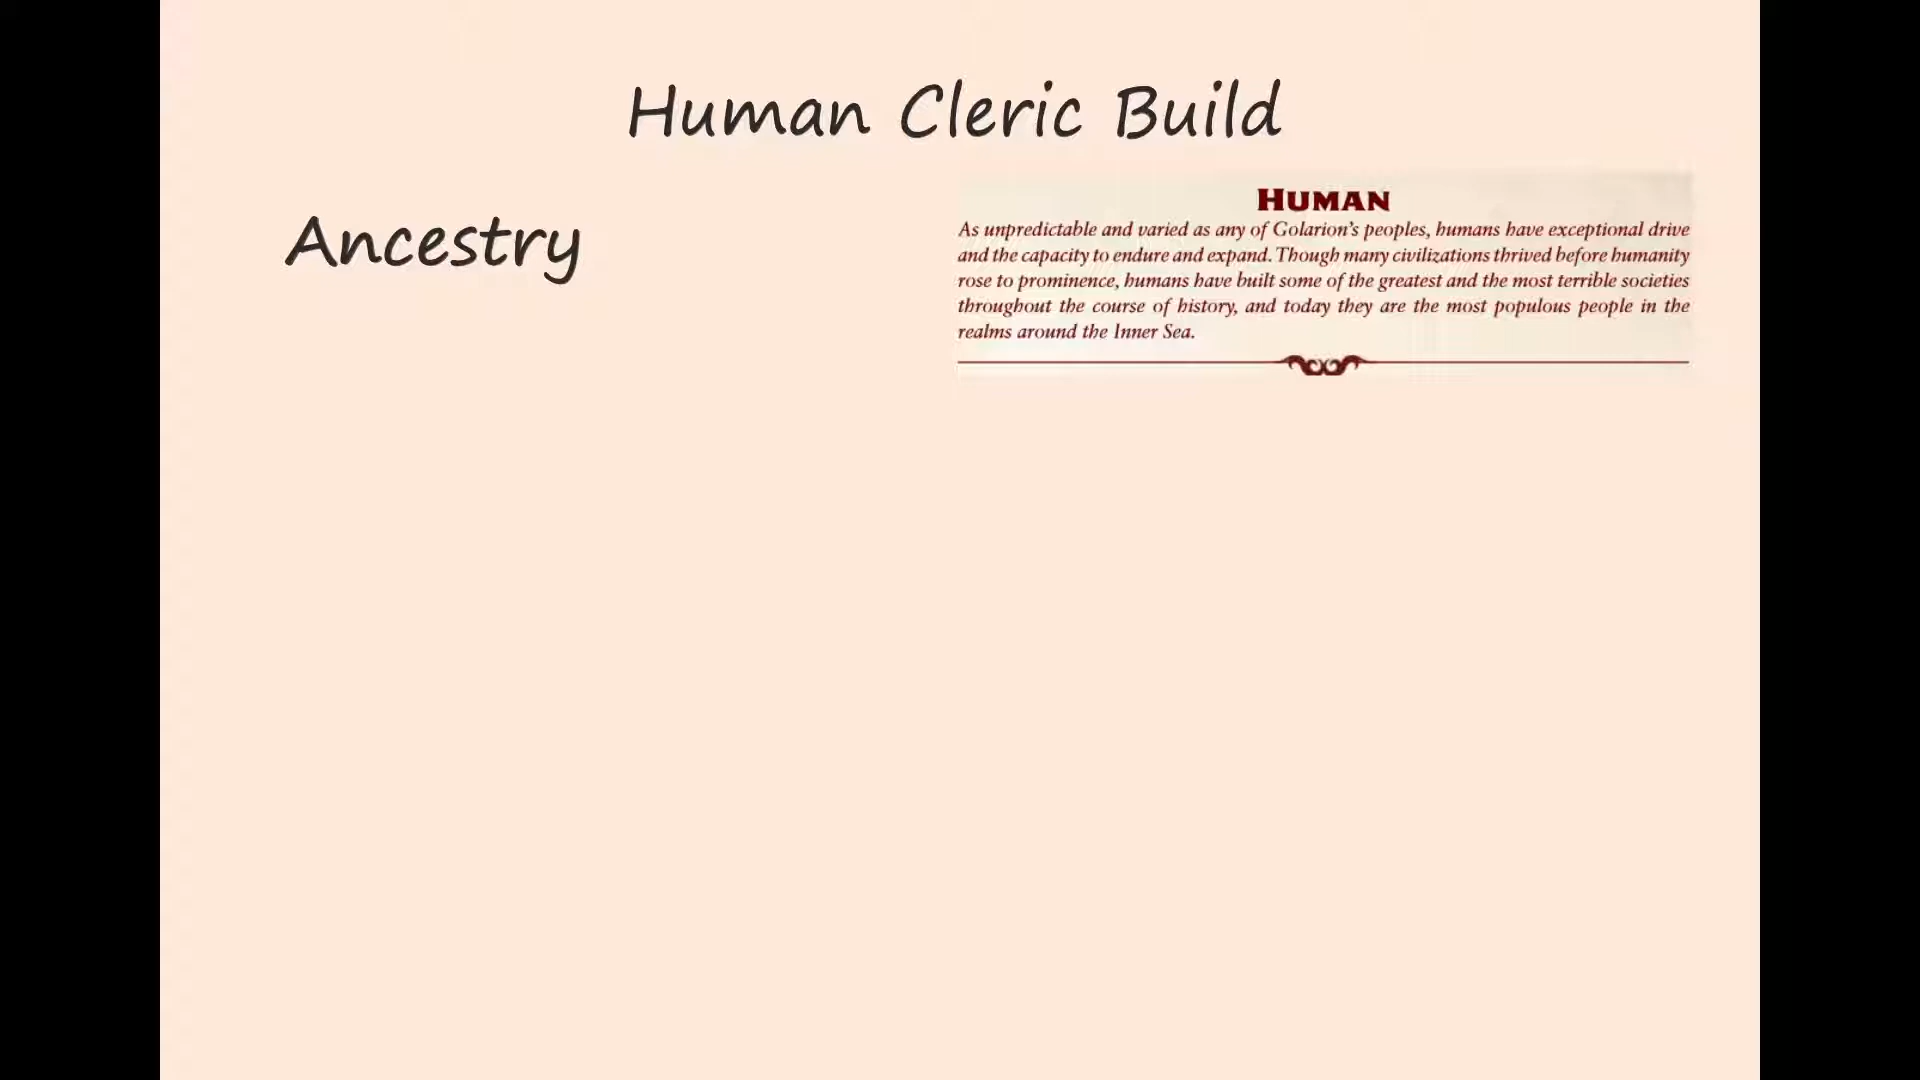 Human Cleric Build
Ancestry
HUMAN
As unpredictable and varied as any of Golarion's peoples, humans have exceptional drive
and the capacity to endure and expand. Though many civilizations thrived before humanity
rose to prominence, humans have built some of the greatest and the most terrible societies
throughout the course of history, and today they are the most populous people in the
realms around the Inner Sea.